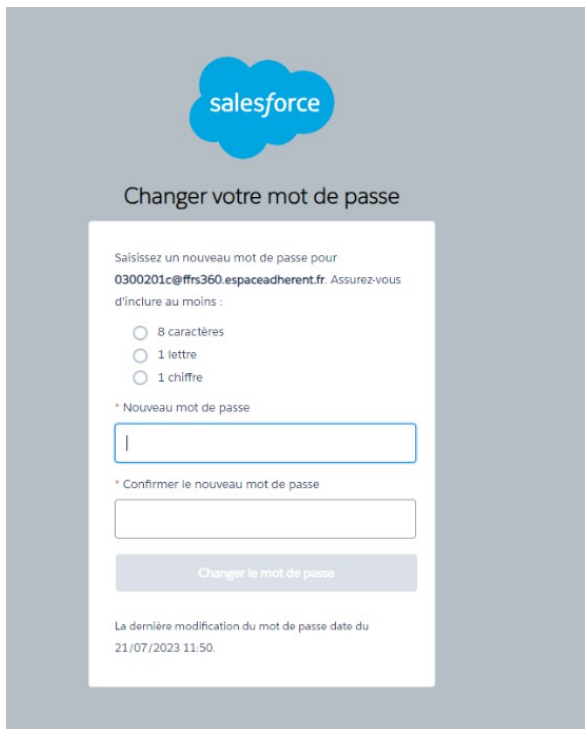 salesforce
Changer votre mot de passe
Saisissez un nouveau mot de passe pour
0300201c@ffrs360.espaceadherent.fr. Assurez-vous
d'inclure au moins :
8 caractères
1 lettre
1 chiffre
* Nouveau mot de passe
* Confirmer le nouveau mot de passe
Changer le mot de passe
La dernière modification du mot de passe date du
21/07/2023 11:50.